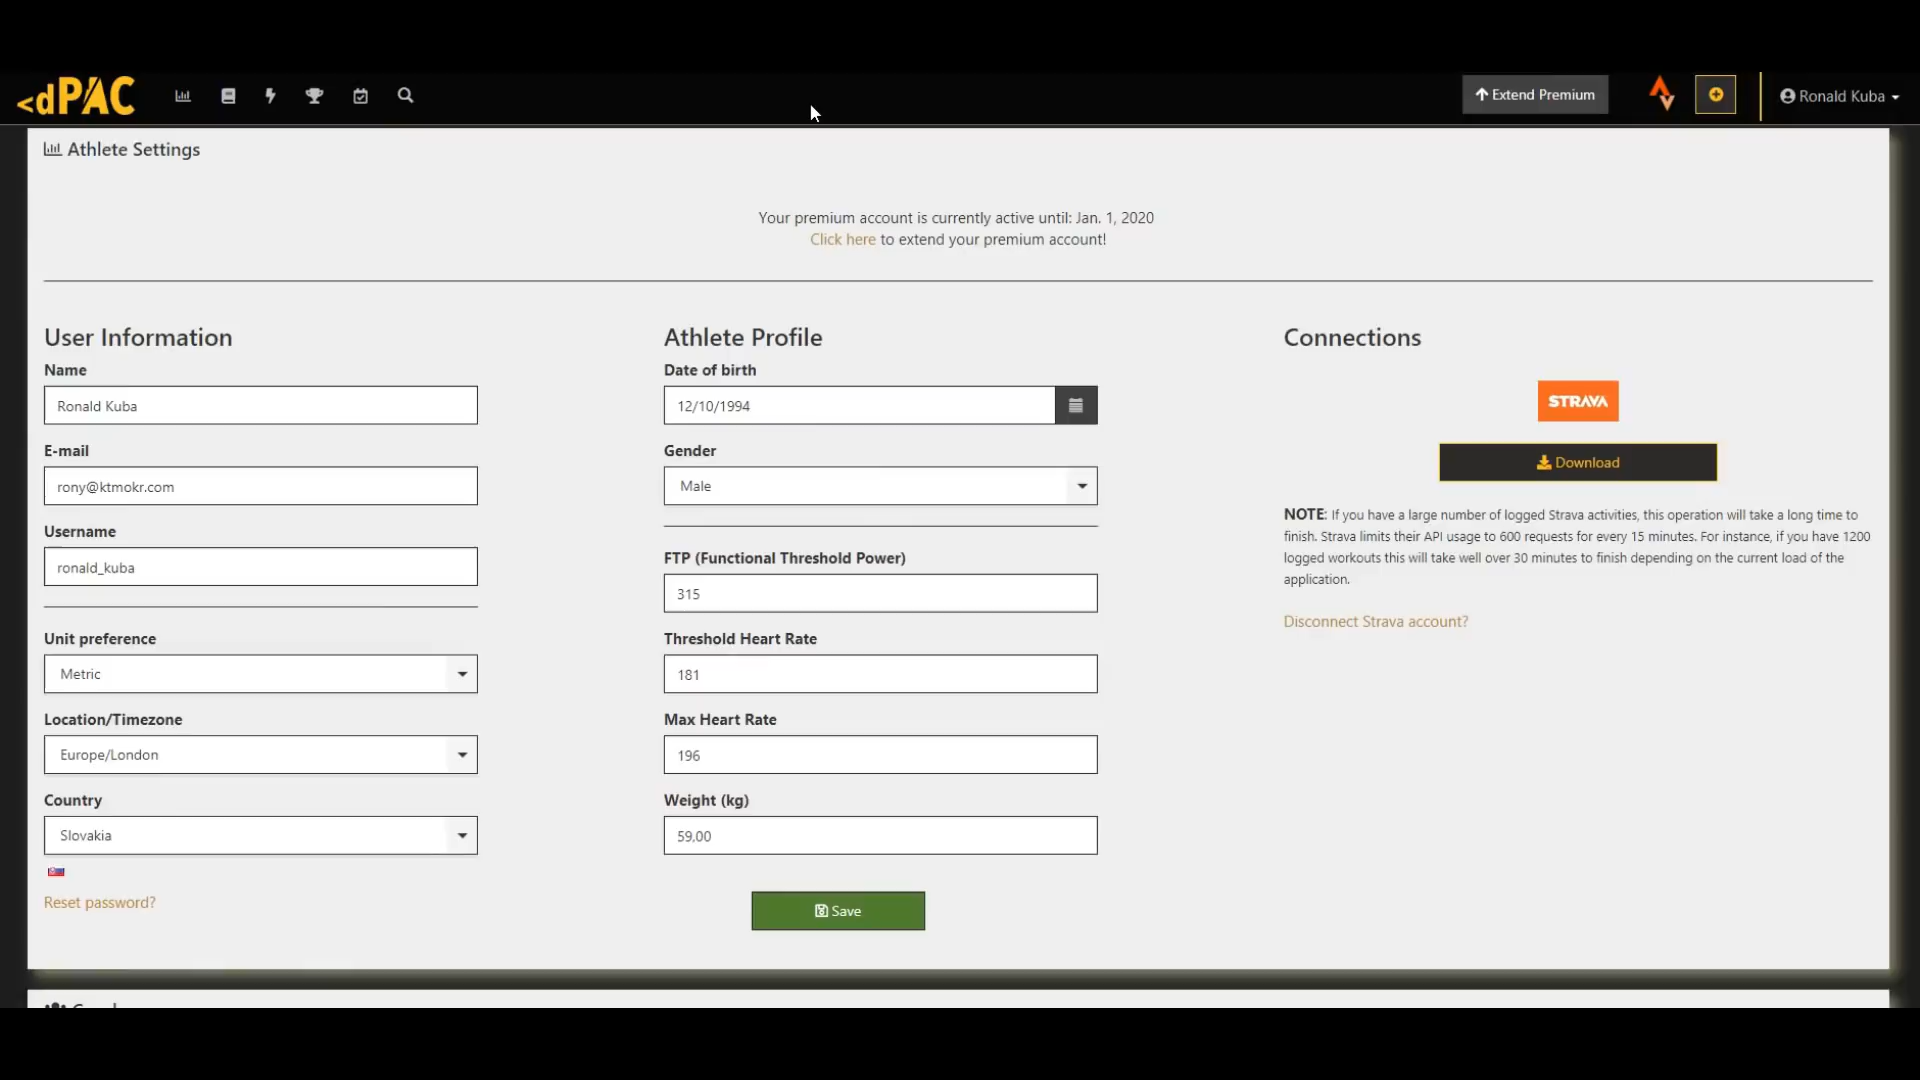 <dPAC
Extend Premium
Ronald Kuba
Athlete Settings
Your premium account is currently active until: Jan. 1, 2020
Click here to extend your premium account!
User Information
Name
Ronald Kuba
E-mail
rony@ktmokr.com
Username
ronald_kuba
Unit preference
Metric
Location/Timezone
Europe/London
Country
Slovakia
Reset password?
Athlete Profile
Date of birth
12/10/1994
Gender
Male
FTP (Functional Threshold Power)
315
Threshold Heart Rate
181
Max Heart Rate
196
Weight (kg)
59,00
Save
Connections
STRAVA
Download
NOTE: If you have a large number of logged Strava activities, this operation will take a long time to
finish. Strava limits their API usage to 600 requests for every 15 minutes. For instance, if you have 1200
logged workouts this will take well over 30 minutes to finish depending on the current load of the
application.
Disconnect Strava account?